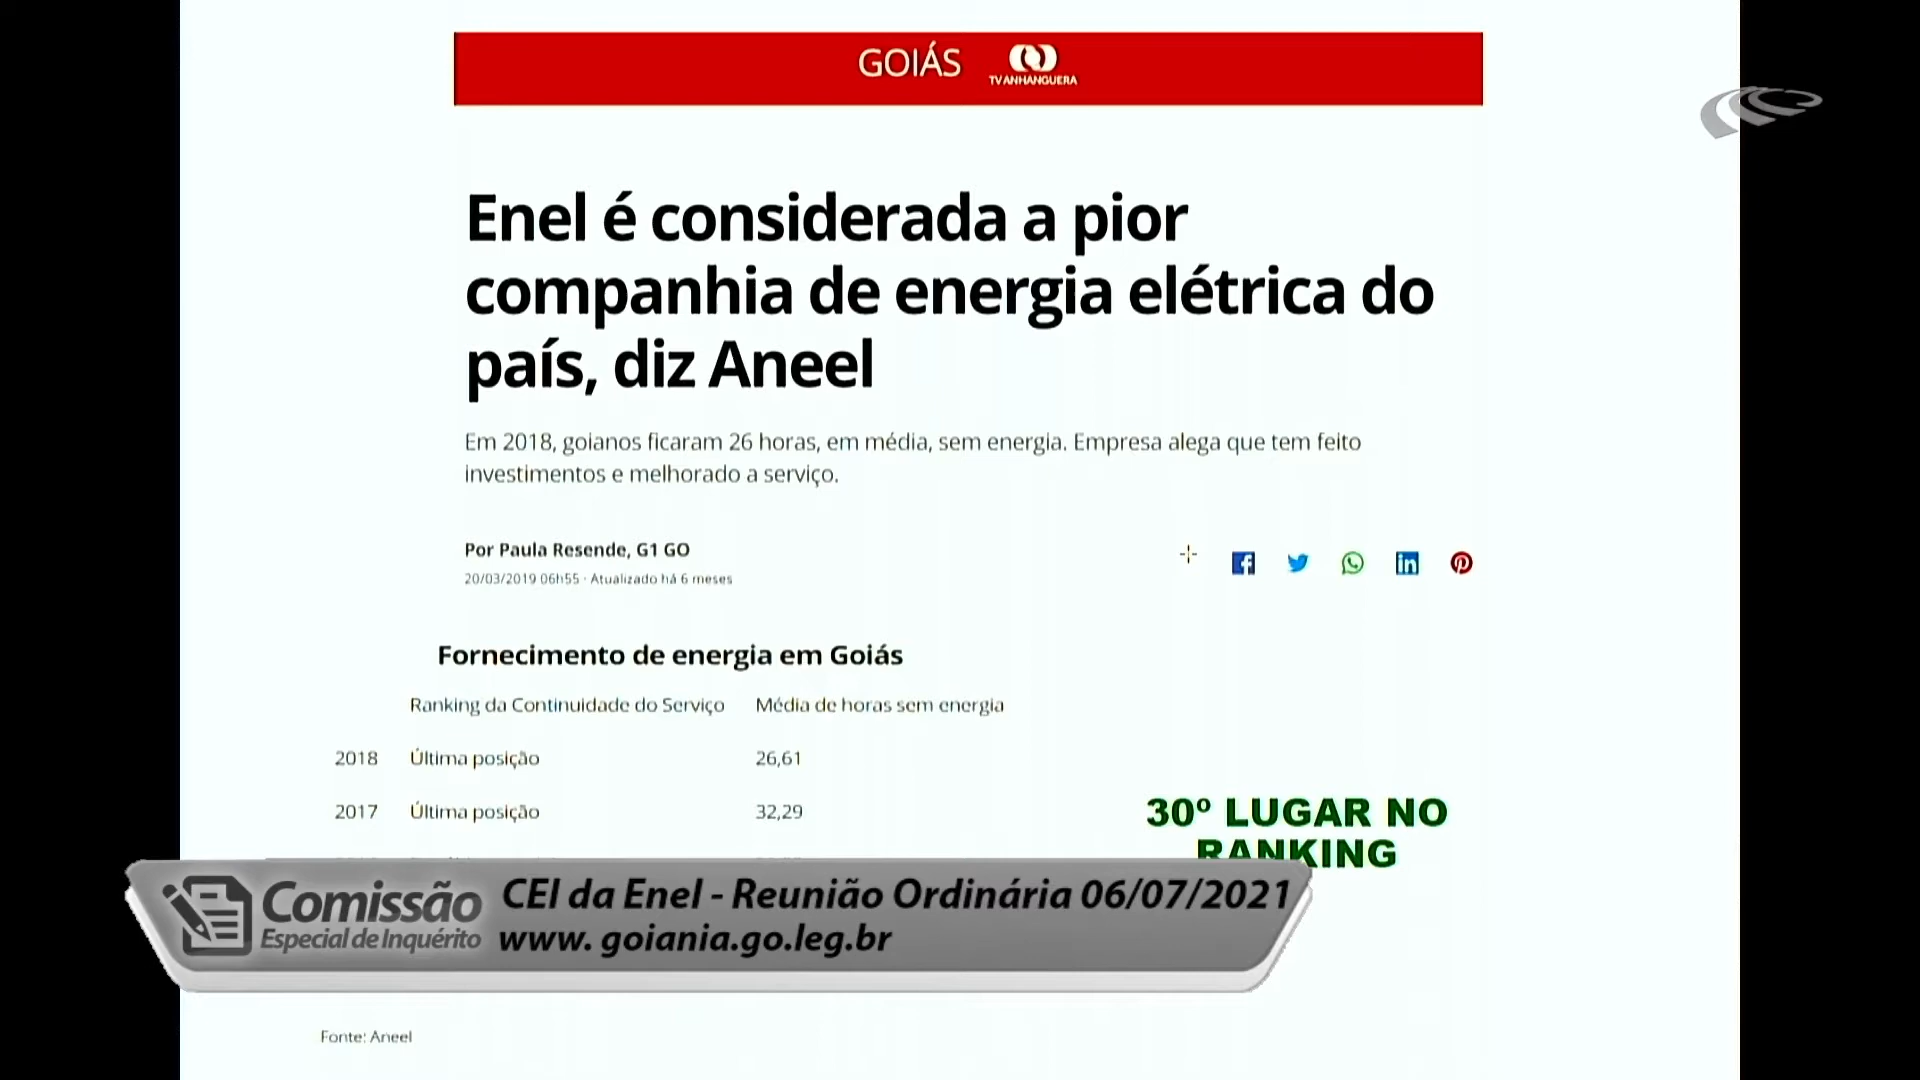 GOIÁS
TV ANHANGUERA
Enel é considerada a pior
companhia de energia elétrica do
país, diz Aneel
Em 2018, goianos ficaram 26 horas, em média, sem energia. Empresa alega que tem feito
investimentos e melhorado a serviço.
Por Paula Resende, G1 GO
20/03/2019 06h55 · Atualizado há 6 meses
Fornecimento de energia em Goiás
Ranking da Continuidade do Serviço Média de horas sem energia
2018 Última posição 26,61
2017 Última posição 32,29
30º LUGAR NO
RANKING
Comissão
Especial de Inquérito
CEI da Enel - Reunião Ordinária 06/07/2021
www. goiania.go.leg.br
Fonte: Aneel